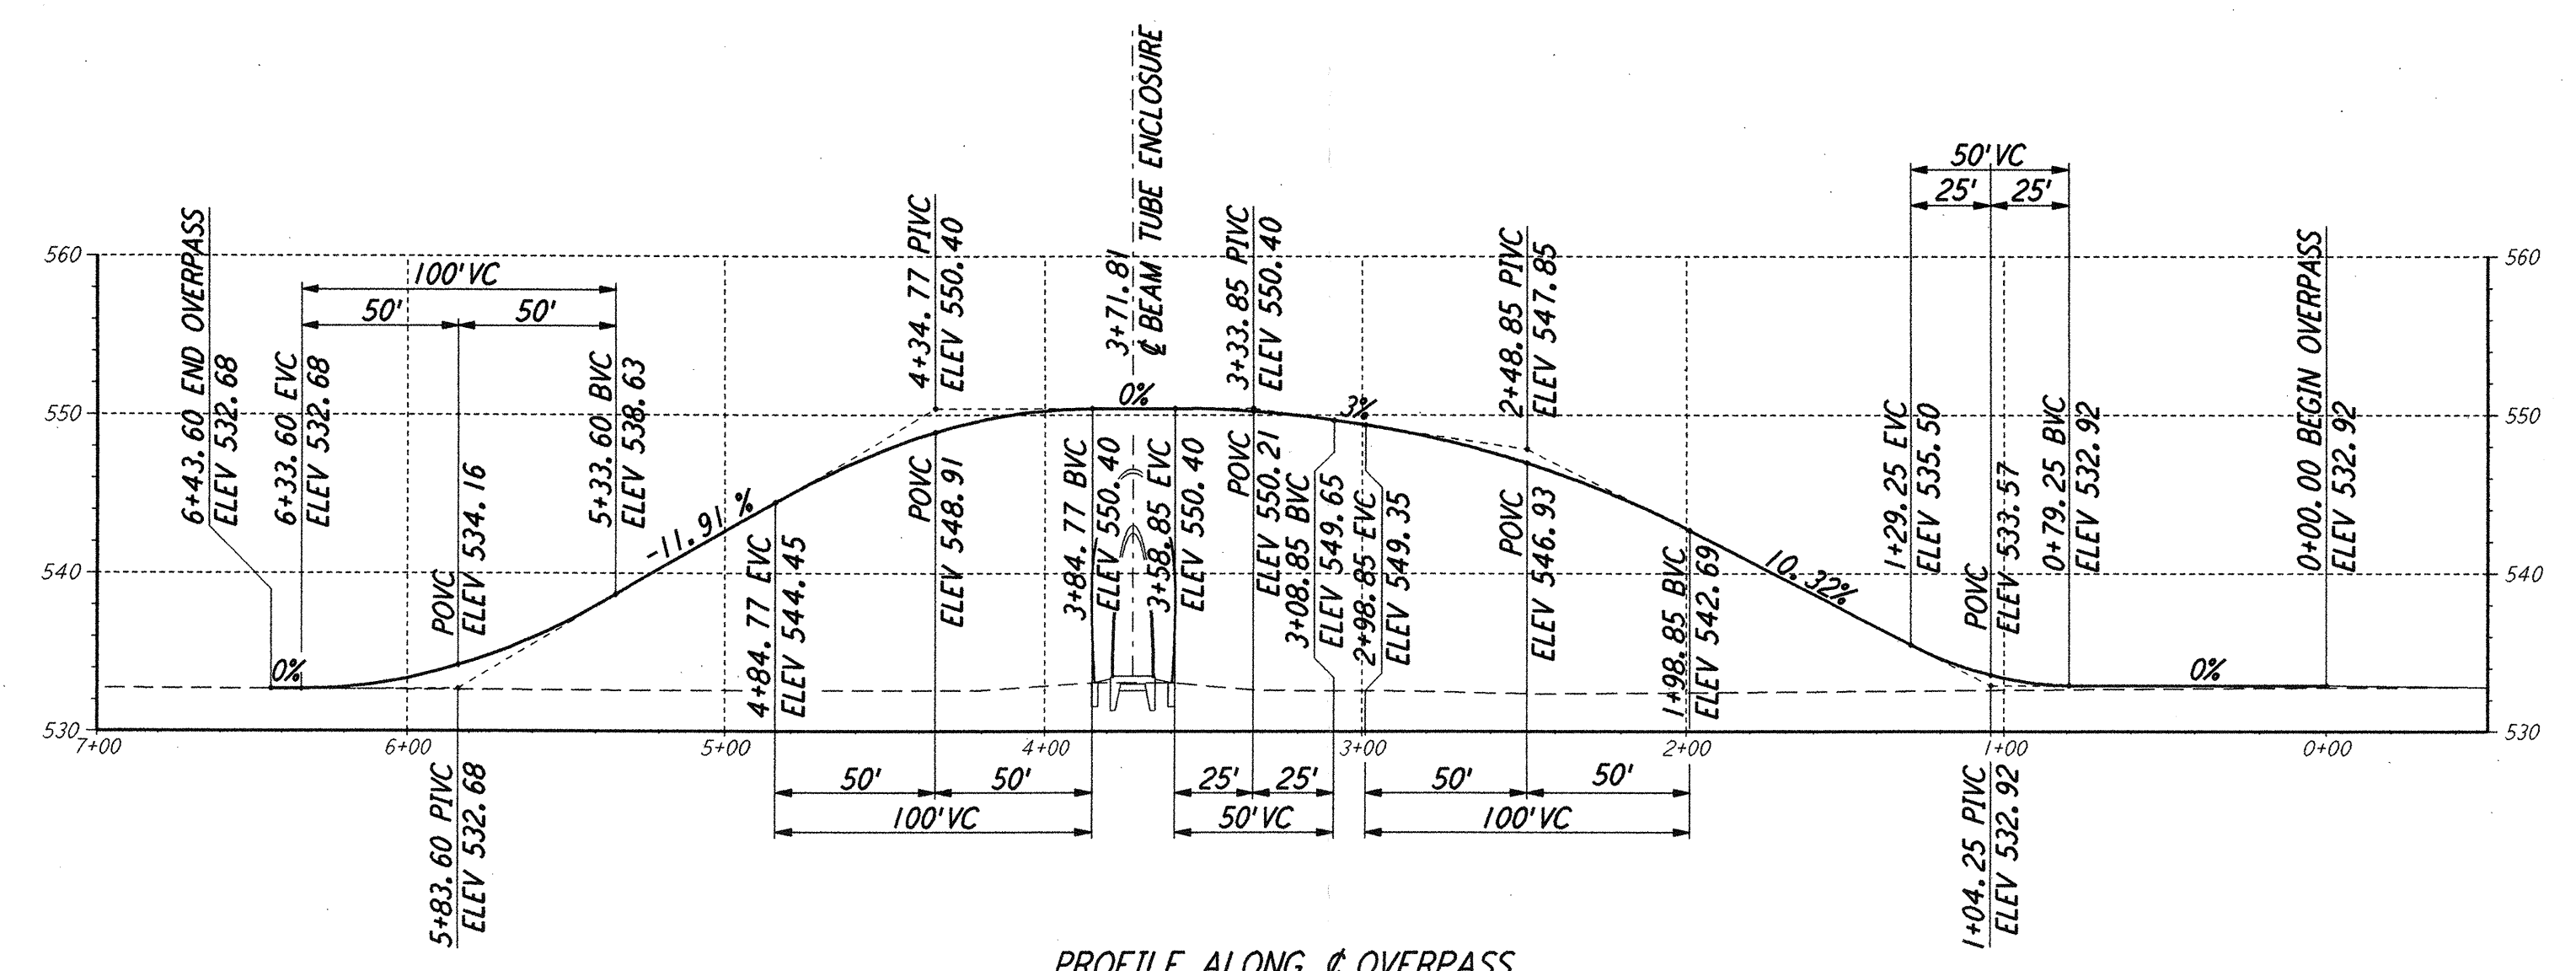 ℄ BEAM TUBE ENCLOSURE
3+71.81
50' VC
25'
25'
6+43.60 END OVERPASS
ELEV 532.68
6+33.60 EVC
ELEV 532.68
100' VC
50'
50'
POVC
ELEV 534.16
5+33.60 BVC
ELEV 538.63
4+34.77 PIVC
ELEV 550.40
3+33.85 PIVC
ELEV 550.40
2+48.85 PIVC
ELEV 547.85
1+29.25 EVC
ELEV 535.50
POVC
ELEV 533.57
0+79.25 BVC
ELEV 532.92
0+00.00 BEGIN OVERPASS
ELEV 532.92
560
550
540
530
560
550
540
530
0%
-11.91 %
0%
3%
10.32%
0%
4+84.77 EVC
ELEV 544.45
POVC
ELEV 548.91
3+84.77 BVC
ELEV 550.40
3+58.85 EVC
ELEV 550.40
POVC
ELEV 550.21
3+08.85 BVC
ELEV 549.65
2+98.85 EVC
ELEV 549.35
POVC
ELEV 546.93
1+98.85 BVC
ELEV 542.69
7+00
6+00
5+00
4+00
3+00
2+00
1+00
0+00
5+83.60 PIVC
ELEV 532.68
50'
50'
100' VC
25'
25'
50' VC
50'
50'
100' VC
1+04.25 PIVC
ELEV 532.92
PROFILE ALONG ℄ OVERPASS